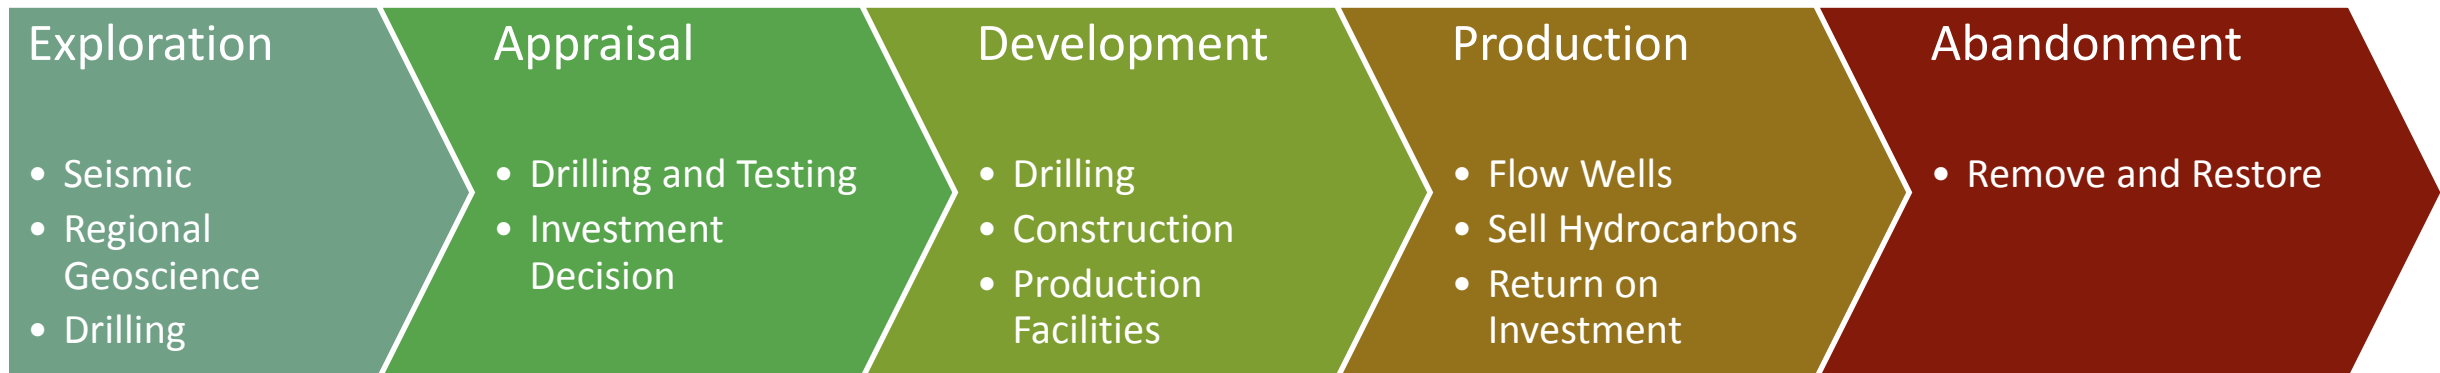 Exploration
• Seismic
• Regional
Geoscience
• Drilling
Appraisal
• Drilling and Testing
• Investment
Decision
Development
• Drilling
• Construction
• Production
Facilities
Production
• Flow Wells
• Sell Hydrocarbons
• Return on
Investment
Abandonment
• Remove and Restore